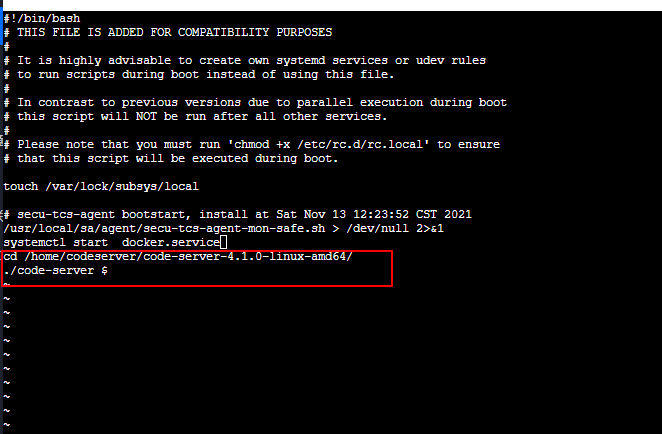 #!/bin/bash
# THIS FILE IS ADDED FOR COMPATIBILITY PURPOSES
#
# It is highly advisable to create own systemd services or udev rules
# to run scripts during boot instead of using this file.
#
# In contrast to previous versions due to parallel execution during boot
# this script will NOT be run after all other services.
#
# Please note that you must run 'chmod +x /etc/rc.d/rc.local' to ensure
# that this script will be executed during boot.
touch /var/lock/subsys/local
# secu-tcs-agent bootstart, install at Sat Nov 13 12:23:52 CST 2021
/usr/local/sa/agent/secu-tcs-agent-mon-safe.sh > /dev/null 2>&1
systemctl start  docker.service
cd /home/codeserver/code-server-4.1.0-linux-amd64/
./code-server $
~
~
~
~
~
~
~
~
~
~
~